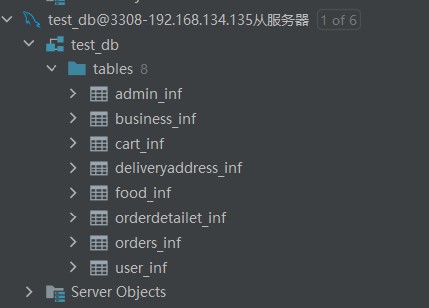 test_db@3308-192.168.134.135从服务器 1 of 6
test_db
tables 8
admin_inf
business_inf
cart_inf
deliveryaddress_inf
food_inf
orderdetailet_inf
orders_inf
user_inf
Server Objects